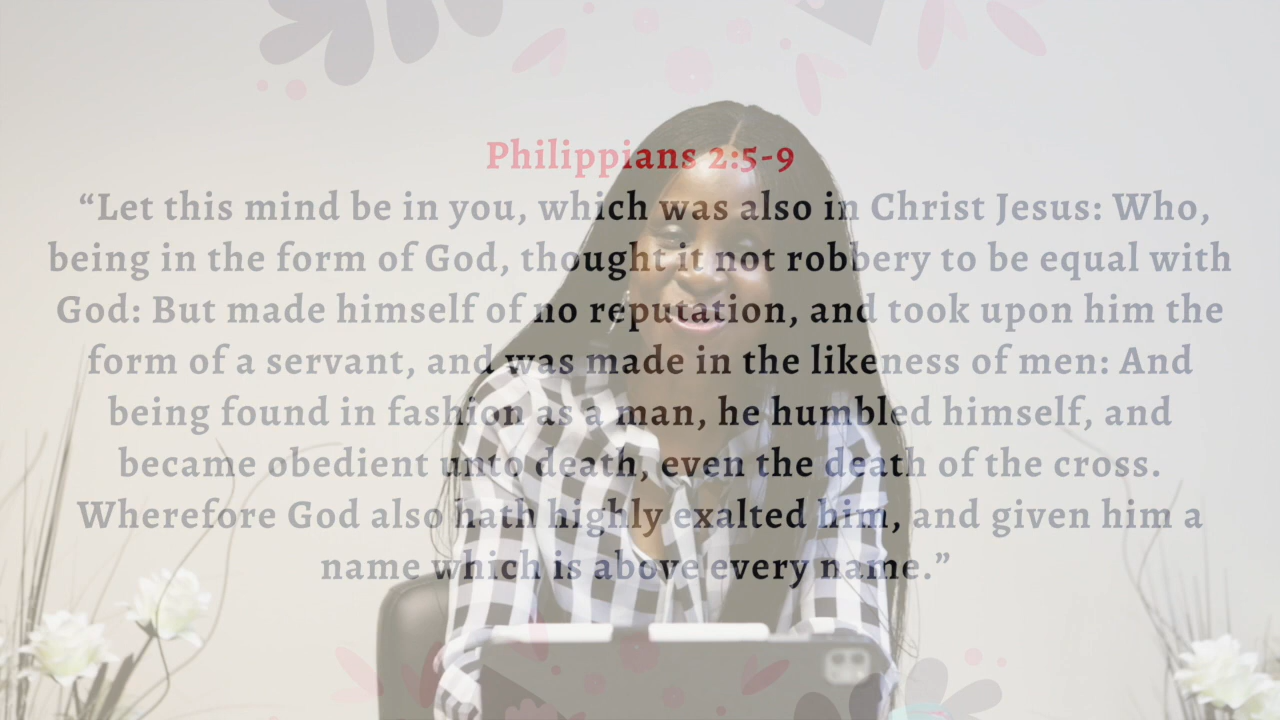 Philippians 2:5-9
“Let this mind be in you, which was also in Christ Jesus: Who,
being in the form of God, thought it not robbery to be equal with
God: But made himself of no reputation, and took upon him the
form of a servant, and was made in the likeness of men: And
being found in fashion as a man, he humbled himself, and
became obedient unto death, even the death of the cross.
Wherefore God also hath highly exalted him, and given him a
name which is above every name.”